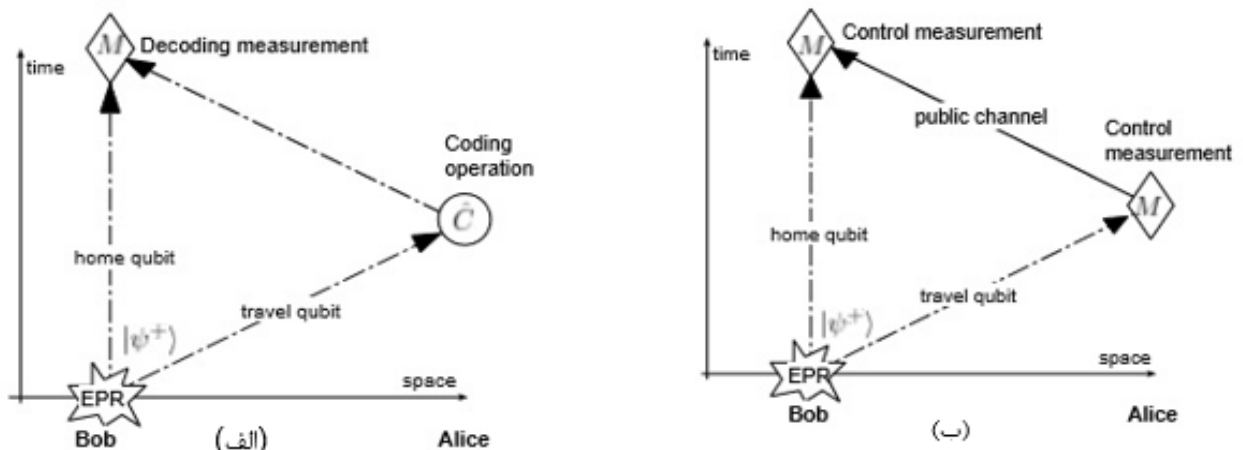 M
Decoding measurement
time
Coding
operation
Ĉ
home qubit
travel qubit
|ψ⁺⟩
EPR
space
Bob
(الف)
Alice
M
Control measurement
time
public channel
Control
measurement
M
home qubit
travel qubit
|ψ⁺⟩
EPR
space
Bob
(ب)
Alice